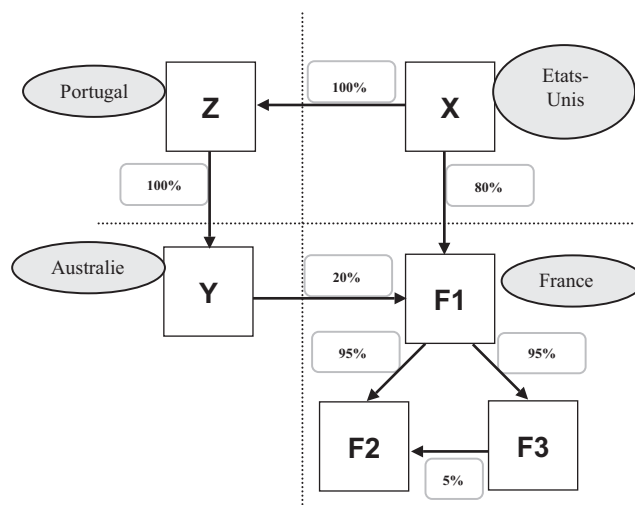 Portugal
Z
100%
X
Etats-
Unis
100%
80%
Australie
Y
20%
F1
France
95%
95%
F2
F3
5%